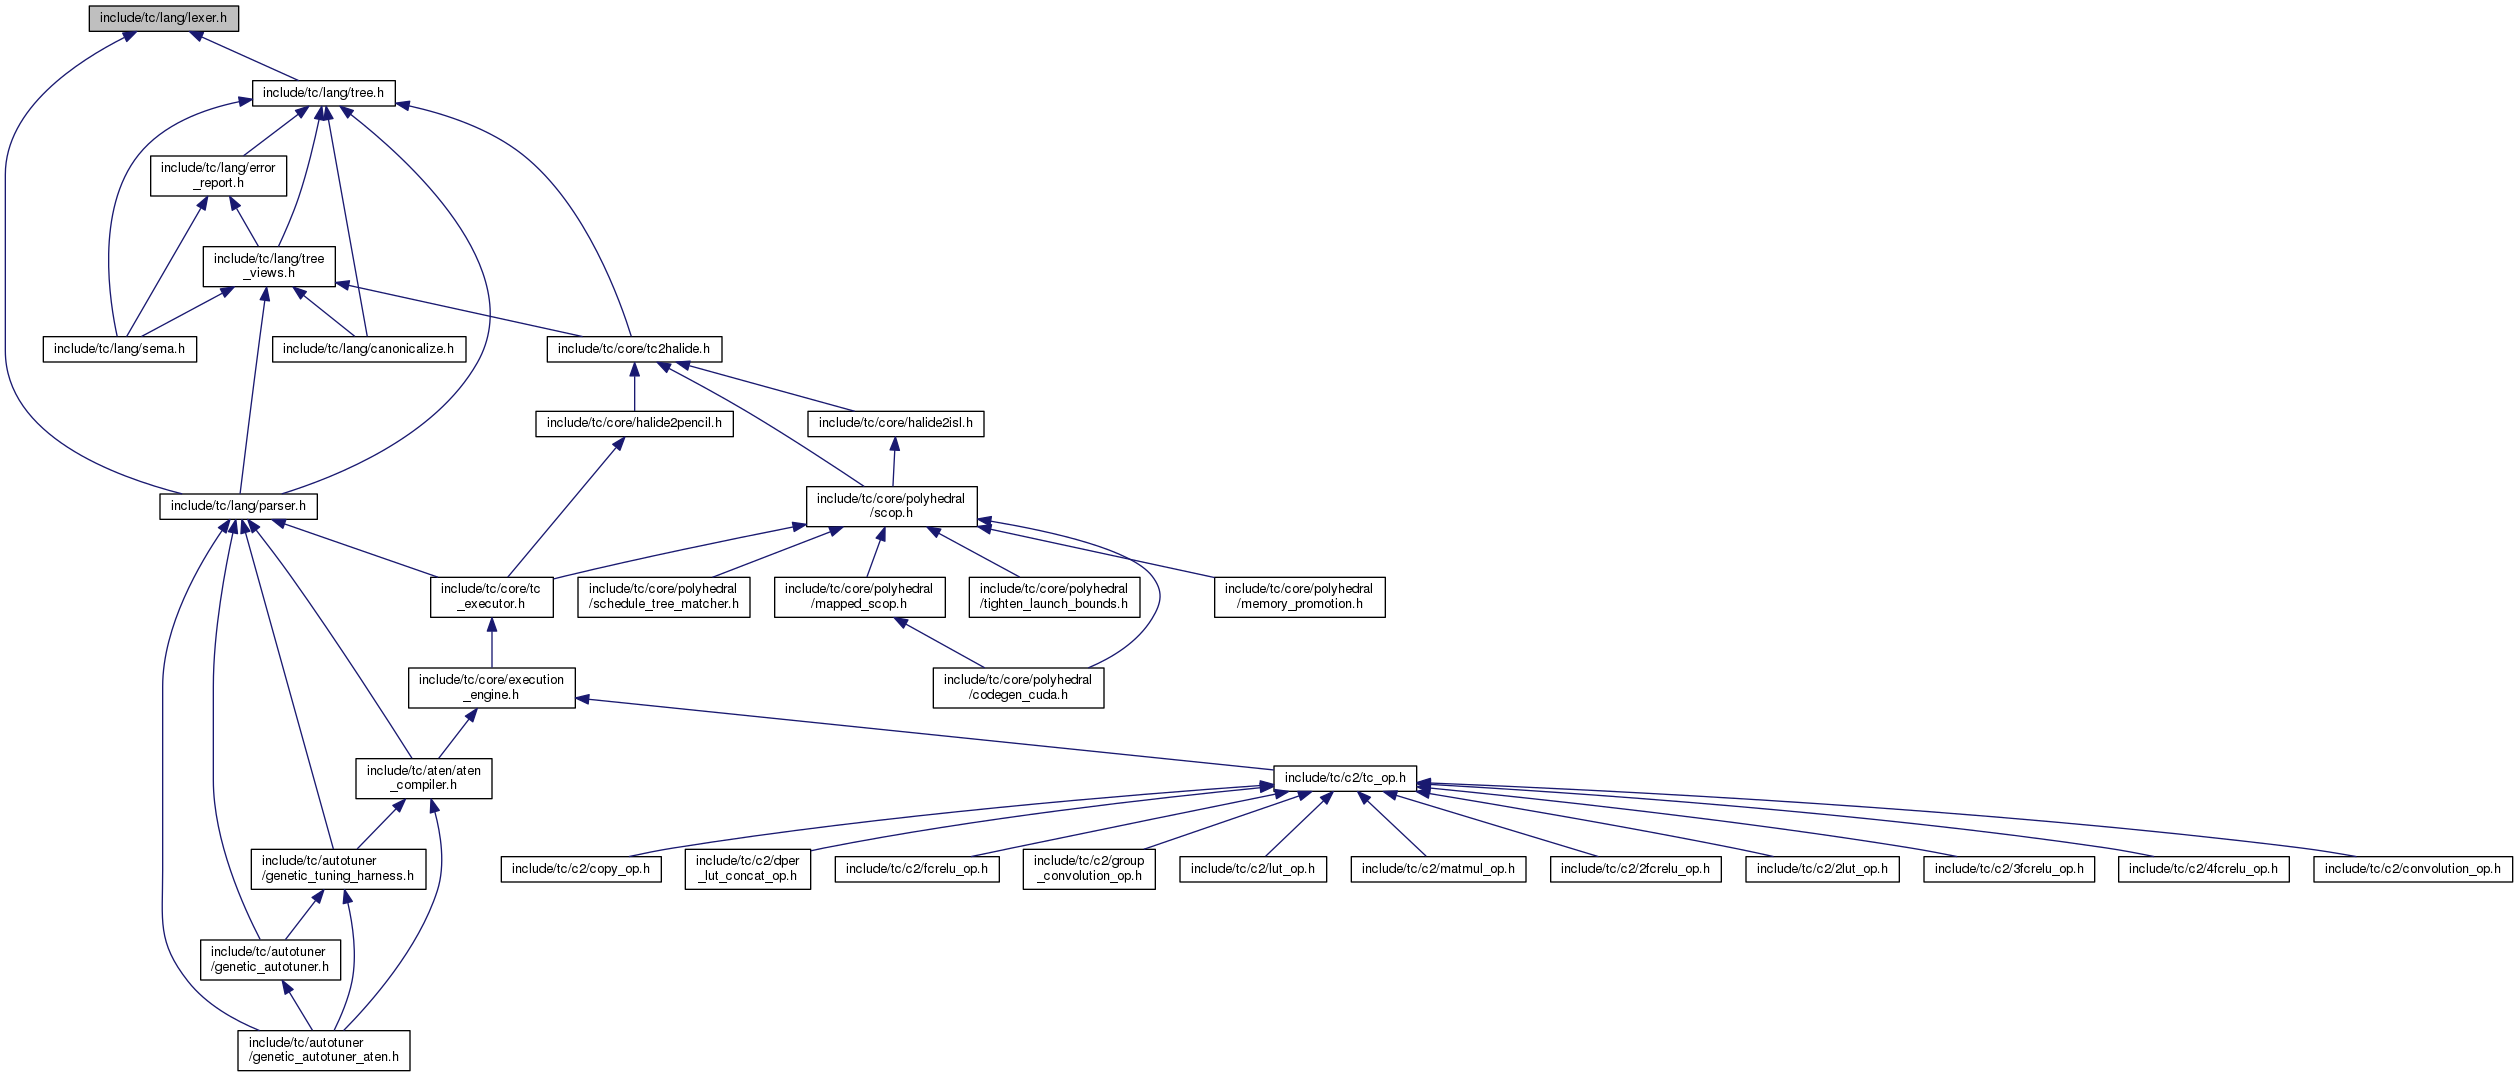 include/tc/lang/lexer.h
include/tc/lang/tree.h
include/tc/lang/error
_report.h
include/tc/lang/tree
_views.h
include/tc/lang/sema.h
include/tc/lang/canonicalize.h
include/tc/core/tc2halide.h
include/tc/core/halide2pencil.h
include/tc/core/halide2isl.h
include/tc/lang/parser.h
include/tc/core/polyhedral
/scop.h
include/tc/core/tc
_executor.h
include/tc/core/polyhedral
/schedule_tree_matcher.h
include/tc/core/polyhedral
/mapped_scop.h
include/tc/core/polyhedral
/tighten_launch_bounds.h
include/tc/core/polyhedral
/memory_promotion.h
include/tc/core/execution
_engine.h
include/tc/core/polyhedral
/codegen_cuda.h
include/tc/aten/aten
_compiler.h
include/tc/c2/tc_op.h
include/tc/autotuner
/genetic_tuning_harness.h
include/tc/c2/copy_op.h
include/tc/c2/dper
_lut_concat_op.h
include/tc/c2/fcrelu_op.h
include/tc/c2/group
_convolution_op.h
include/tc/c2/lut_op.h
include/tc/c2/matmul_op.h
include/tc/c2/2fcrelu_op.h
include/tc/c2/2lut_op.h
include/tc/c2/3fcrelu_op.h
include/tc/c2/4fcrelu_op.h
include/tc/c2/convolution_op.h
include/tc/autotuner
/genetic_autotuner.h
include/tc/autotuner
/genetic_autotuner_aten.h